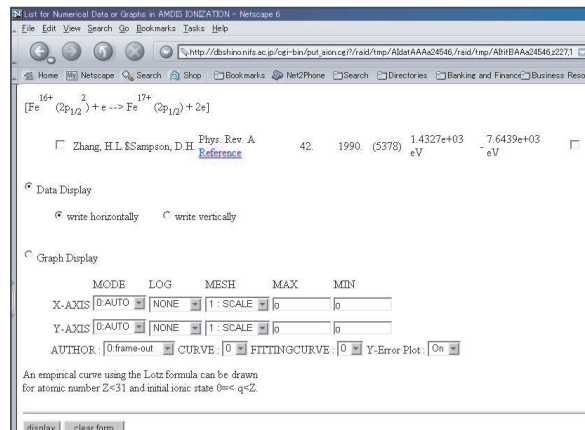 List for Numerical Data or Graphs in AMDIS IONIZATION - Netscape 6
File Edit View Search Go Bookmarks Tasks Help
http://dbshino.nifs.ac.jp/cgi-bin/put_aion.cgi?/raid/tmp/AIdatAAAa24546,/raid/tmp/AItitBAAa24546,z227,1
Home My Netscape Search Shop Bookmarks Net2Phone Search Directories Banking and Finance Business Reso
[Fe 16+ (2p1/2 2) + e --> Fe 17+ (2p1/2) + 2e]
Zhang, H.L.$Sampson, D.H. Phys. Rev. A Reference 42. 1990. (5378) 1.4327e+03 eV - 7.6439e+03 eV
Data Display
write horizontally write vertically
Graph Display
MODE LOG MESH MAX MIN
X-AXIS 0:AUTO NONE 1 : SCALE 0 0
Y-AXIS 0:AUTO NONE 1 : SCALE 0 0
AUTHOR : 0:frame-out CURVE : 0 FITTINGCURVE : 0 Y-Error Plot : On
An empirical curve using the Lotz formula can be drawn
for atomic number Z<31 and initial ionic state 0=< q<Z.
display clear form